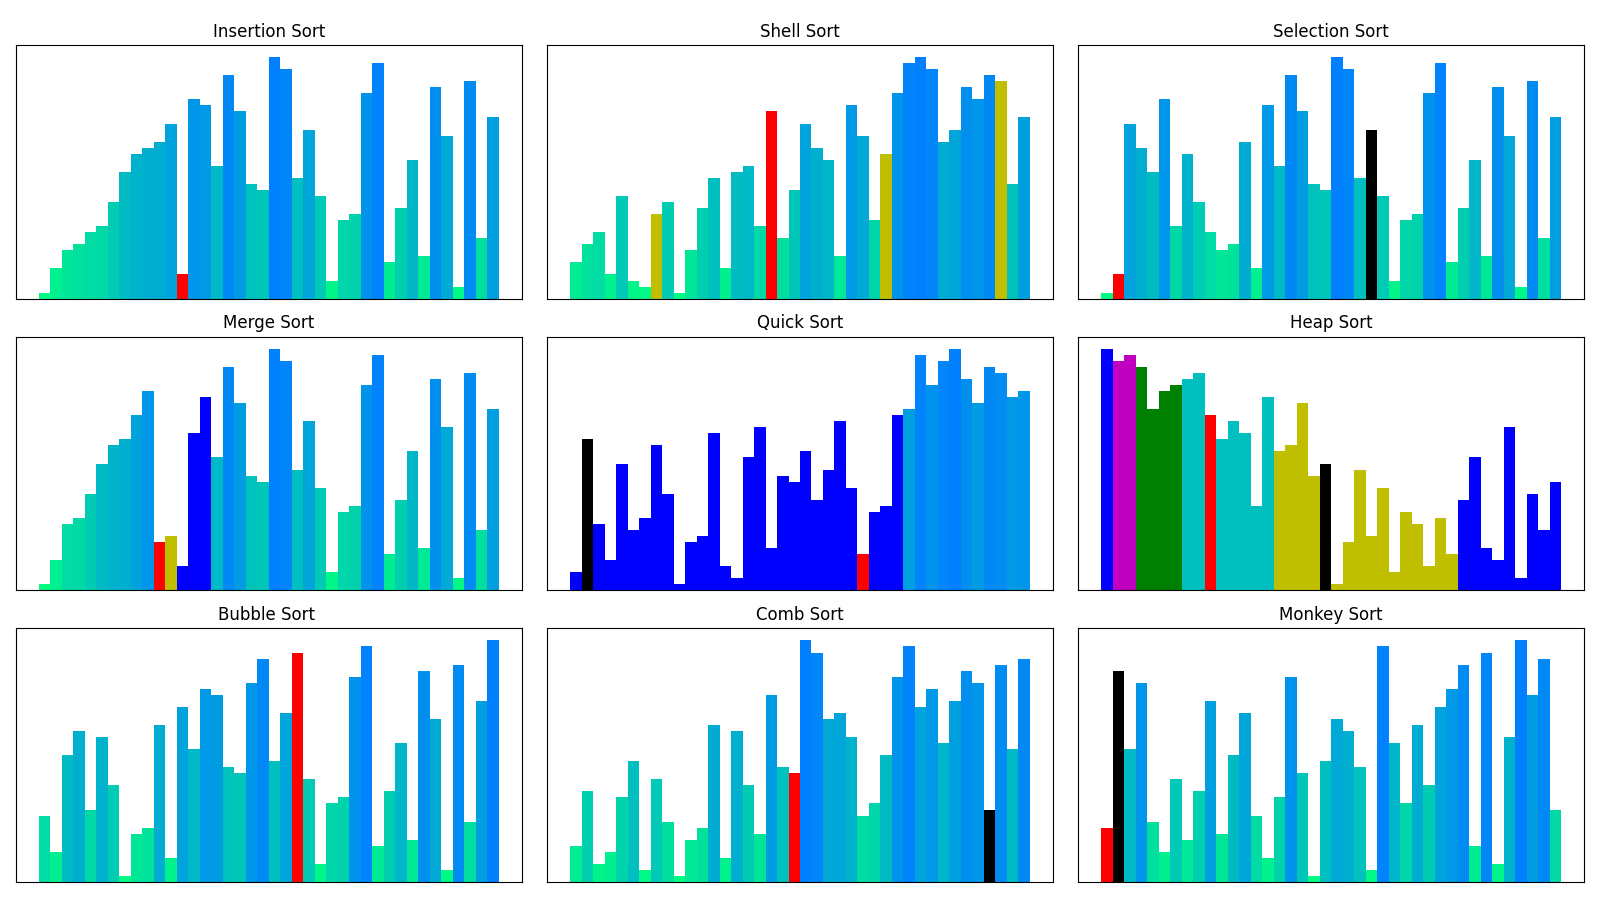 Insertion Sort
Shell Sort
Selection Sort
Merge Sort
Quick Sort
Heap Sort
Bubble Sort
Comb Sort
Monkey Sort